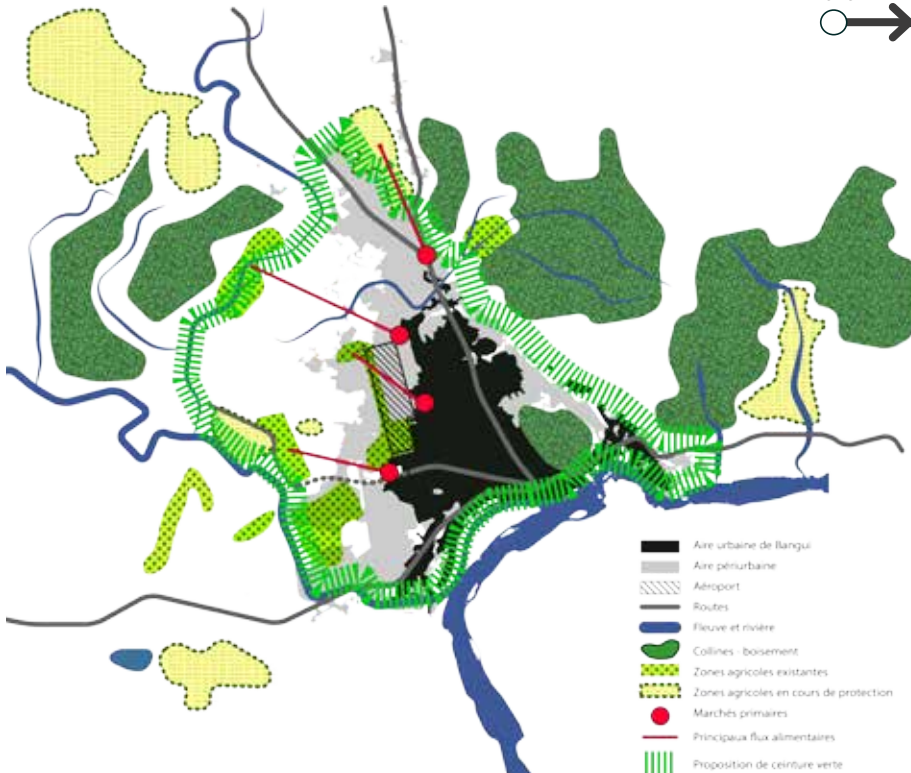 Aire urbaine de Bangui
Aire périurbaine
Aéroport
Routes
Fleuve et rivière
Collines - boisement
Zones agricoles existantes
Zones agricoles en cours de protection
Marchés primaires
Principaux flux alimentaires
Proposition de ceinture verte